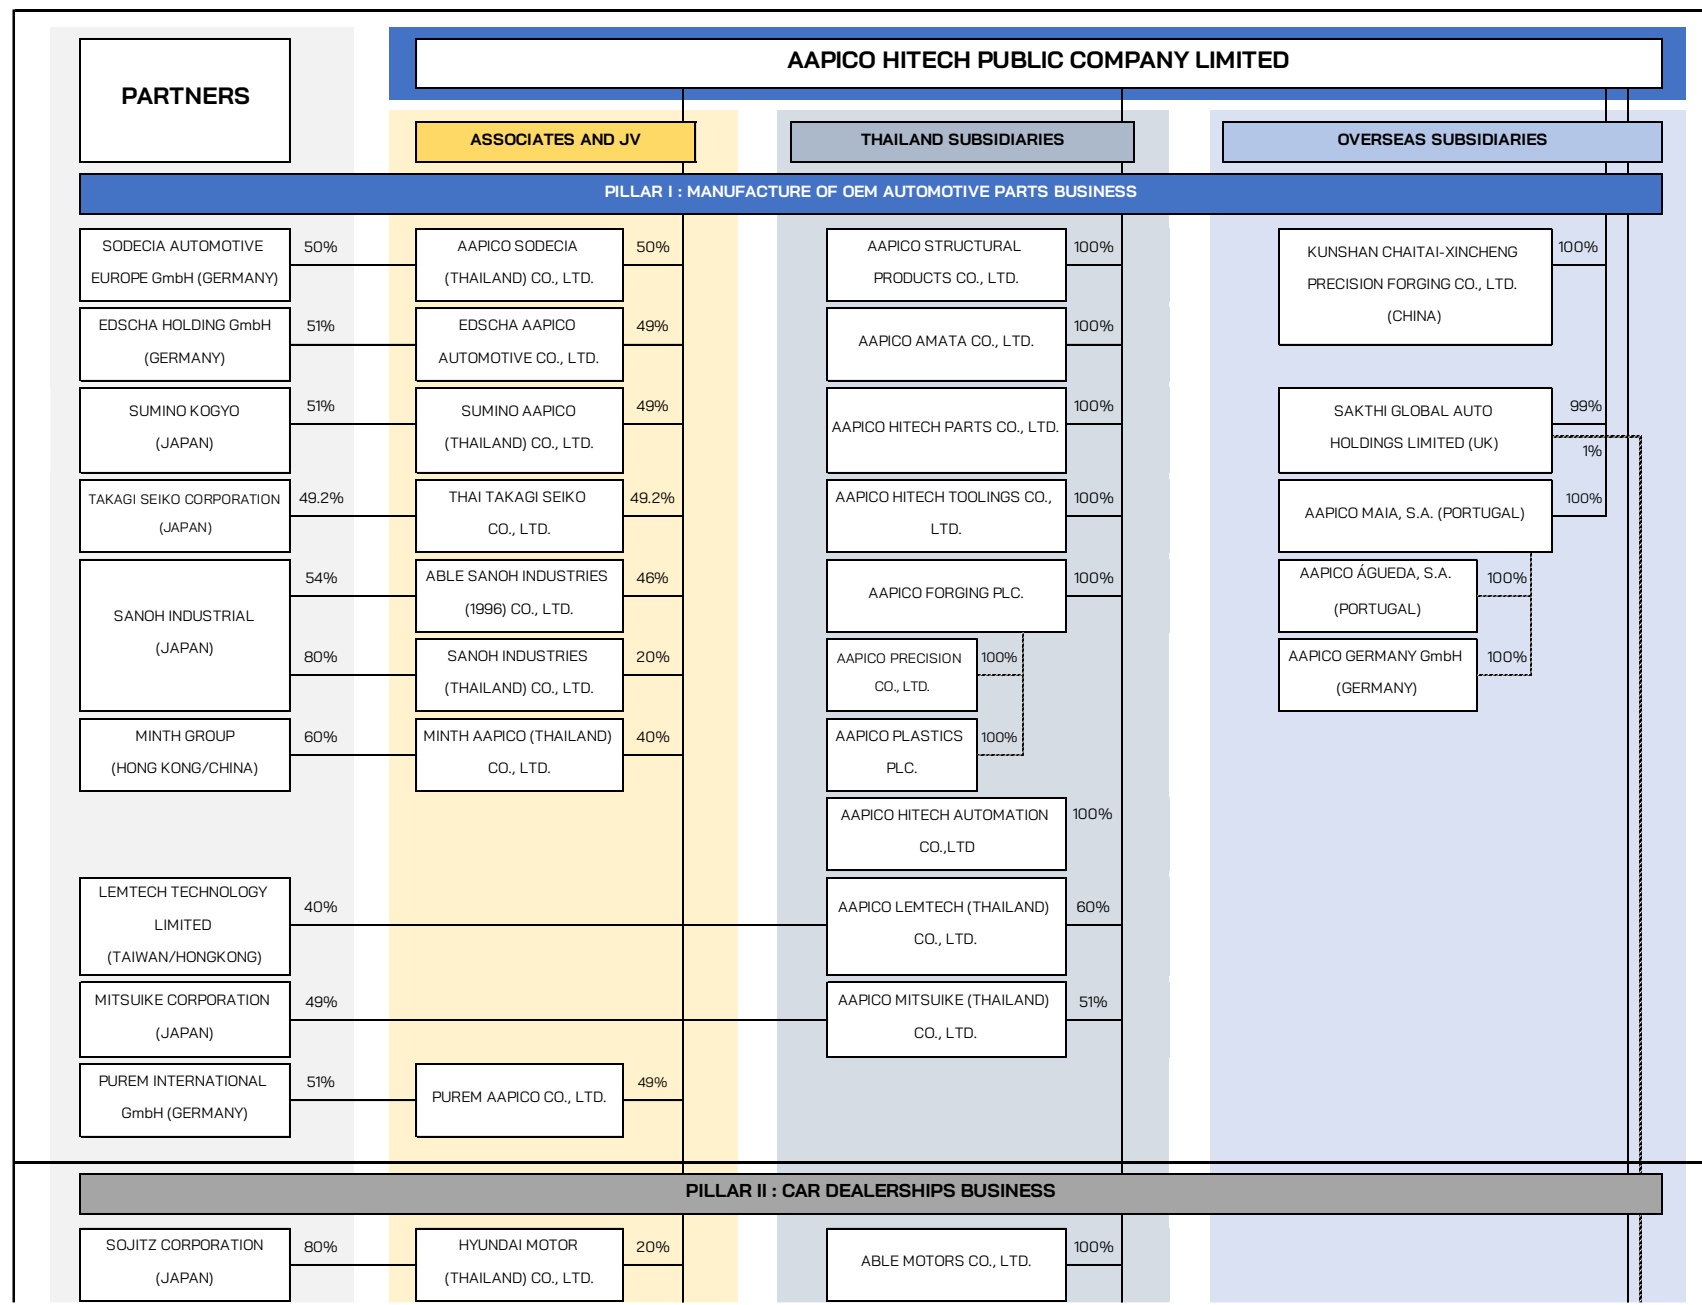 PARTNERS
AAPICO HITECH PUBLIC COMPANY LIMITED
ASSOCIATES AND JV
THAILAND SUBSIDIARIES
OVERSEAS SUBSIDIARIES
PILLAR I : MANUFACTURE OF OEM AUTOMOTIVE PARTS BUSINESS
SODECIA AUTOMOTIVE
EUROPE GmbH (GERMANY)
50%
AAPICO SODECIA
(THAILAND) CO., LTD.
50%
AAPICO STRUCTURAL
PRODUCTS CO., LTD.
100%
KUNSHAN CHAITAI-XINCHENG
PRECISION FORGING CO., LTD.
(CHINA)
100%
EDSCHA HOLDING GmbH
(GERMANY)
51%
EDSCHA AAPICO
AUTOMOTIVE CO., LTD.
49%
AAPICO AMATA CO., LTD.
100%
SUMINO KOGYO
(JAPAN)
51%
SUMINO AAPICO
(THAILAND) CO., LTD.
49%
AAPICO HITECH PARTS CO., LTD.
100%
SAKTHI GLOBAL AUTO
HOLDINGS LIMITED (UK)
99%
1%
TAKAGI SEIKO CORPORATION
(JAPAN)
49.2%
THAI TAKAGI SEIKO
CO., LTD.
49.2%
AAPICO HITECH TOOLINGS CO.,
LTD.
100%
AAPICO MAIA, S.A. (PORTUGAL)
100%
SANOH INDUSTRIAL
(JAPAN)
54%
ABLE SANOH INDUSTRIES
(1996) CO., LTD.
46%
AAPICO FORGING PLC.
100%
AAPICO ÁGUEDA, S.A.
(PORTUGAL)
100%
80%
SANOH INDUSTRIES
(THAILAND) CO., LTD.
20%
AAPICO PRECISION
CO., LTD.
100%
AAPICO GERMANY GmbH
(GERMANY)
100%
MINTH GROUP
(HONG KONG/CHINA)
60%
MINTH AAPICO (THAILAND)
CO., LTD.
40%
AAPICO PLASTICS
PLC.
100%
AAPICO HITECH AUTOMATION
CO.,LTD
100%
LEMTECH TECHNOLOGY
LIMITED
(TAIWAN/HONGKONG)
40%
AAPICO LEMTECH (THAILAND)
CO., LTD.
60%
MITSUIKE CORPORATION
(JAPAN)
49%
AAPICO MITSUIKE (THAILAND)
CO., LTD.
51%
PUREM INTERNATIONAL
GmbH (GERMANY)
51%
PUREM AAPICO CO., LTD.
49%
PILLAR II : CAR DEALERSHIPS BUSINESS
SOJITZ CORPORATION
(JAPAN)
80%
HYUNDAI MOTOR
(THAILAND) CO., LTD.
20%
ABLE MOTORS CO., LTD.
100%